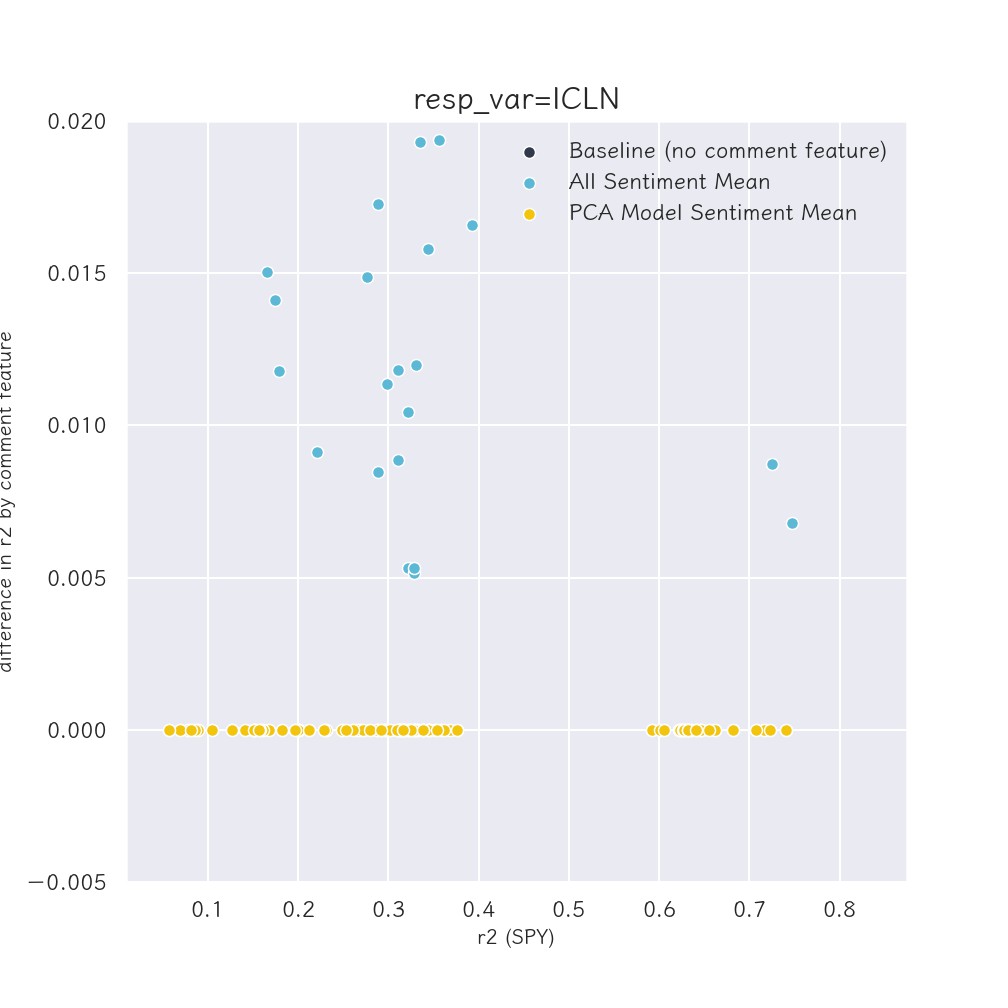 resp_var=ICLN
0.020
0.015
0.010
0.005
0.000
−0.005
difference in r2 by comment feature
Baseline (no comment feature)
All Sentiment Mean
PCA Model Sentiment Mean
0.1 0.2 0.3 0.4 0.5 0.6 0.7 0.8
r2 (SPY)